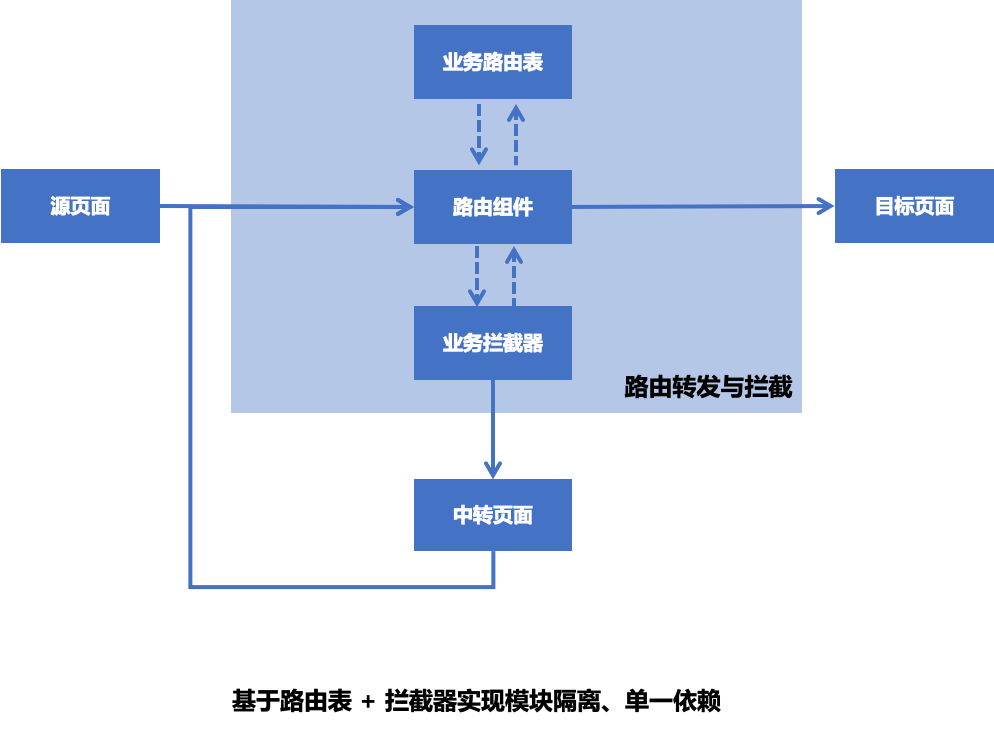 业务路由表
源页面
路由组件
目标页面
业务拦截器
路由转发与拦截
中转页面
基于路由表 + 拦截器实现模块隔离、单一依赖